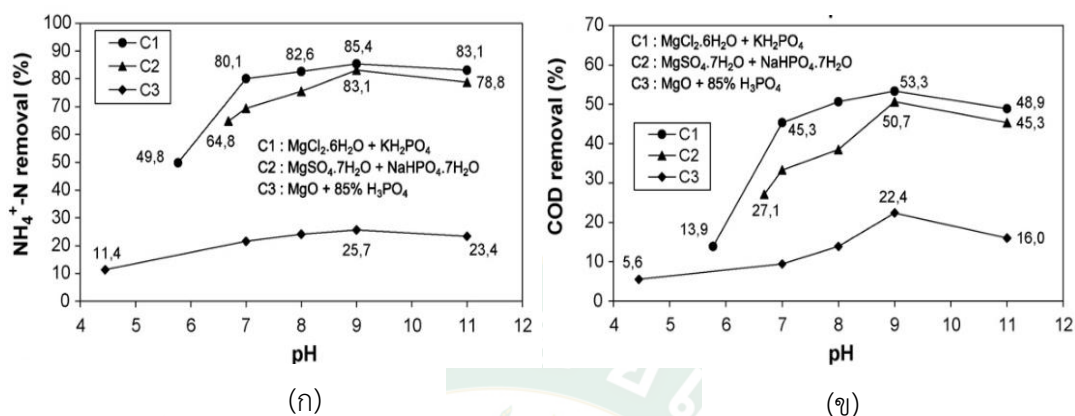 NH₄⁺-N removal (%)
100
90
80
70
60
50
40
30
20
10
0
C1
C2
C3
49,8
80,1
82,6
85,4
83,1
64,8
83,1
78,8
C1 : MgCl₂.6H₂O + KH₂PO₄
C2 : MgSO₄.7H₂O + NaHPO₄.7H₂O
C3 : MgO + 85% H₃PO₄
11,4
25,7
23,4
4 5 6 7 8 9 10 11 12
pH
(ก)
COD removal (%)
70
60
50
40
30
20
10
0
C1 : MgCl₂.6H₂O + KH₂PO₄
C2 : MgSO₄.7H₂O + NaHPO₄.7H₂O
C3 : MgO + 85% H₃PO₄
C1
C2
C3
13,9
45,3
53,3
48,9
27,1
50,7
45,3
5,6
22,4
16,0
4 5 6 7 8 9 10 11 12
pH
(ข)